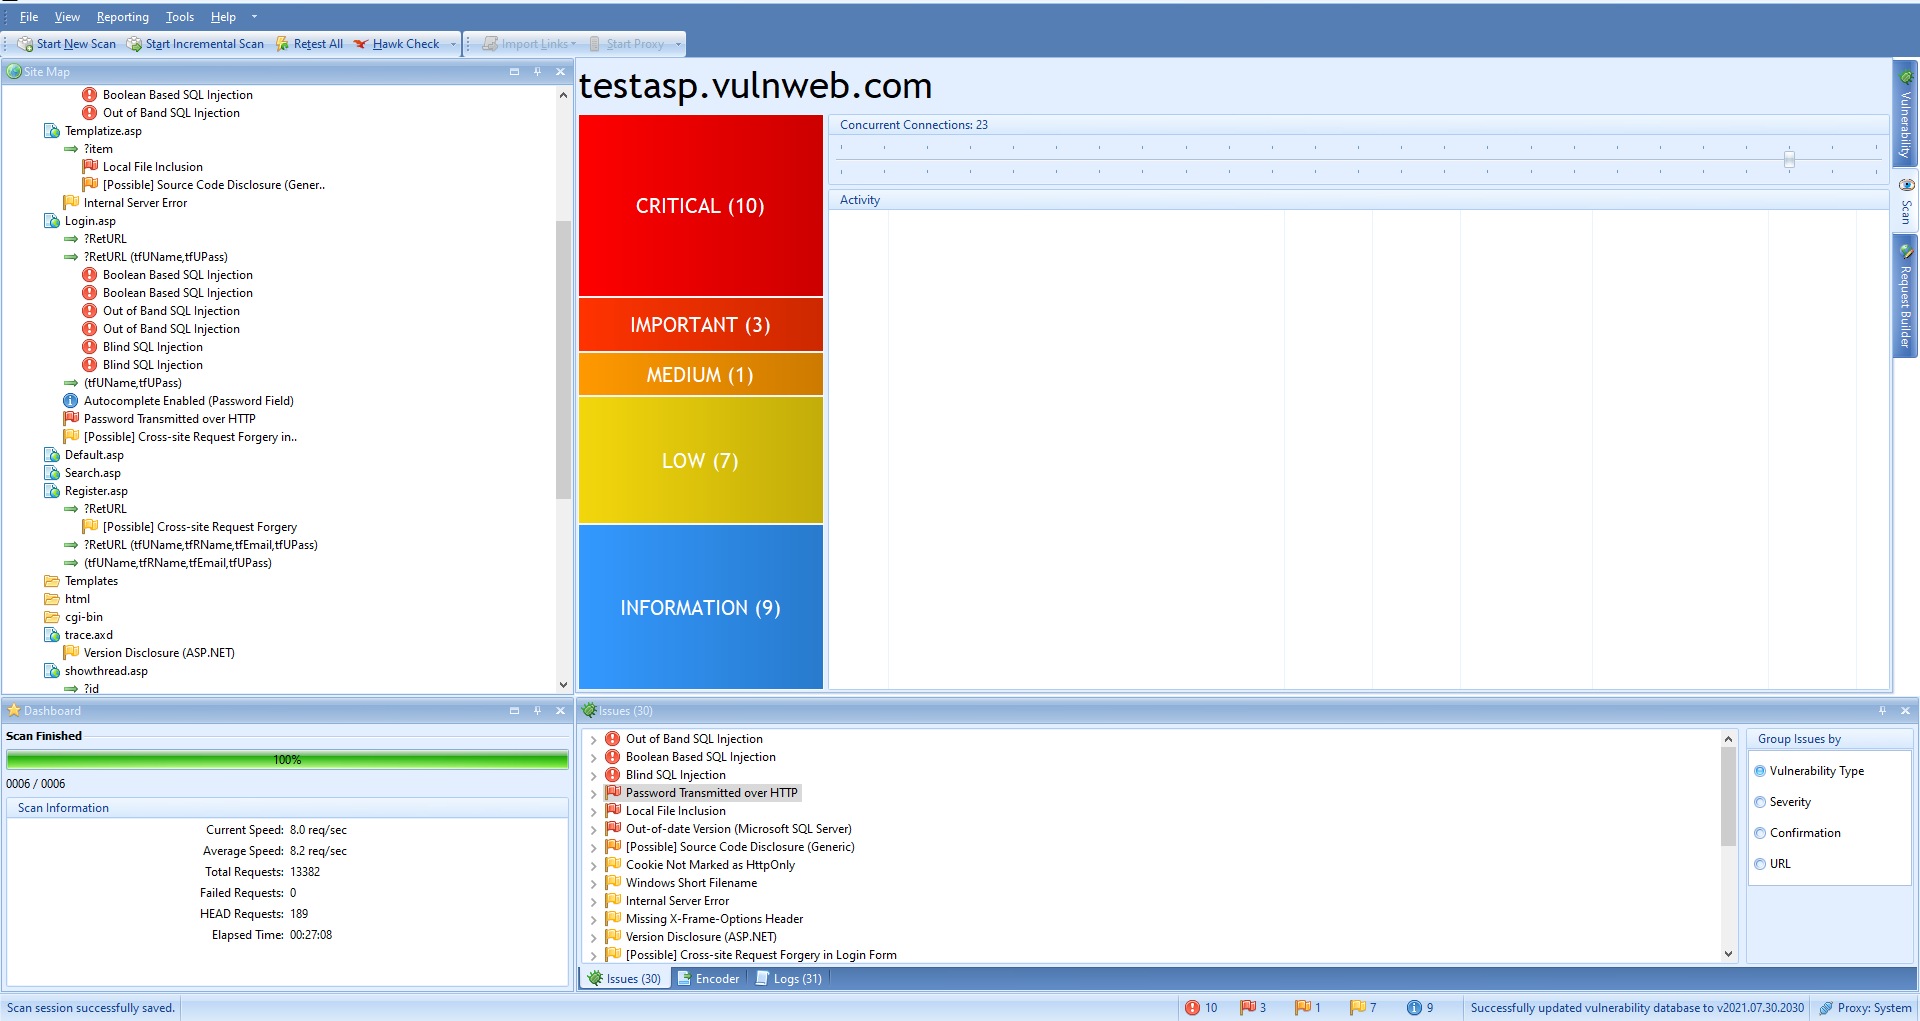 File View Reporting Tools Help
Start New Scan Start Incremental Scan Retest All Hawk Check Import Links Start Proxy
Site Map
Boolean Based SQL Injection
Out of Band SQL Injection
Templatize.asp
?item
Local File Inclusion
[Possible] Source Code Disclosure (Gener..
Internal Server Error
Login.asp
?RetURL
?RetURL (tfUName,tfUPass)
Boolean Based SQL Injection
Boolean Based SQL Injection
Out of Band SQL Injection
Out of Band SQL Injection
Blind SQL Injection
Blind SQL Injection
(tfUName,tfUPass)
Autocomplete Enabled (Password Field)
Password Transmitted over HTTP
[Possible] Cross-site Request Forgery in..
Default.asp
Search.asp
Register.asp
?RetURL
[Possible] Cross-site Request Forgery
?RetURL (tfUName,tfRName,tfEmail,tfUPass)
(tfUName,tfRName,tfEmail,tfUPass)
Templates
html
cgi-bin
trace.axd
Version Disclosure (ASP.NET)
showthread.asp
?id
testasp.vulnweb.com
CRITICAL (10)
IMPORTANT (3)
MEDIUM (1)
LOW (7)
INFORMATION (9)
Concurrent Connections: 23
Activity
Vulnerability
Scan
Request Builder
Dashboard
Scan Finished
100%
0006 / 0006
Scan Information
Current Speed: 8.0 req/sec
Average Speed: 8.2 req/sec
Total Requests: 13382
Failed Requests: 0
HEAD Requests: 189
Elapsed Time: 00:27:08
Issues (30)
Out of Band SQL Injection
Boolean Based SQL Injection
Blind SQL Injection
Password Transmitted over HTTP
Local File Inclusion
Out-of-date Version (Microsoft SQL Server)
[Possible] Source Code Disclosure (Generic)
Cookie Not Marked as HttpOnly
Windows Short Filename
Internal Server Error
Missing X-Frame-Options Header
Version Disclosure (ASP.NET)
[Possible] Cross-site Request Forgery in Login Form
Group Issues by
Vulnerability Type
Severity
Confirmation
URL
Issues (30) Encoder Logs (31)
Scan session successfully saved. 10 3 1 7 9 Successfully updated vulnerability database to v2021.07.30.2030 Proxy: System